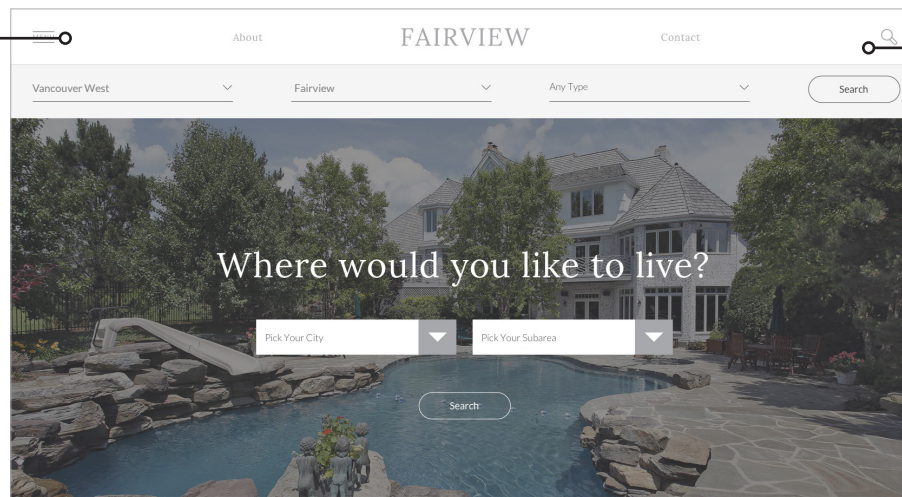 MENU
About
FAIRVIEW
Contact
Vancouver West
Fairview
Any Type
Search
Where would you like to live?
Pick Your City
Pick Your Subarea
Search